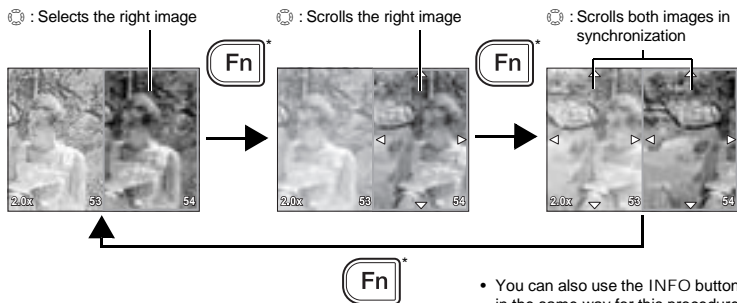 : Selects the right image
: Scrolls the right image
: Scrolls both images in
synchronization
Fn*
Fn*
2.0x 53 54
2.0x 53 54
2.0x 53 54
Fn*
• You can also use the INFO button
in the same way for this procedure